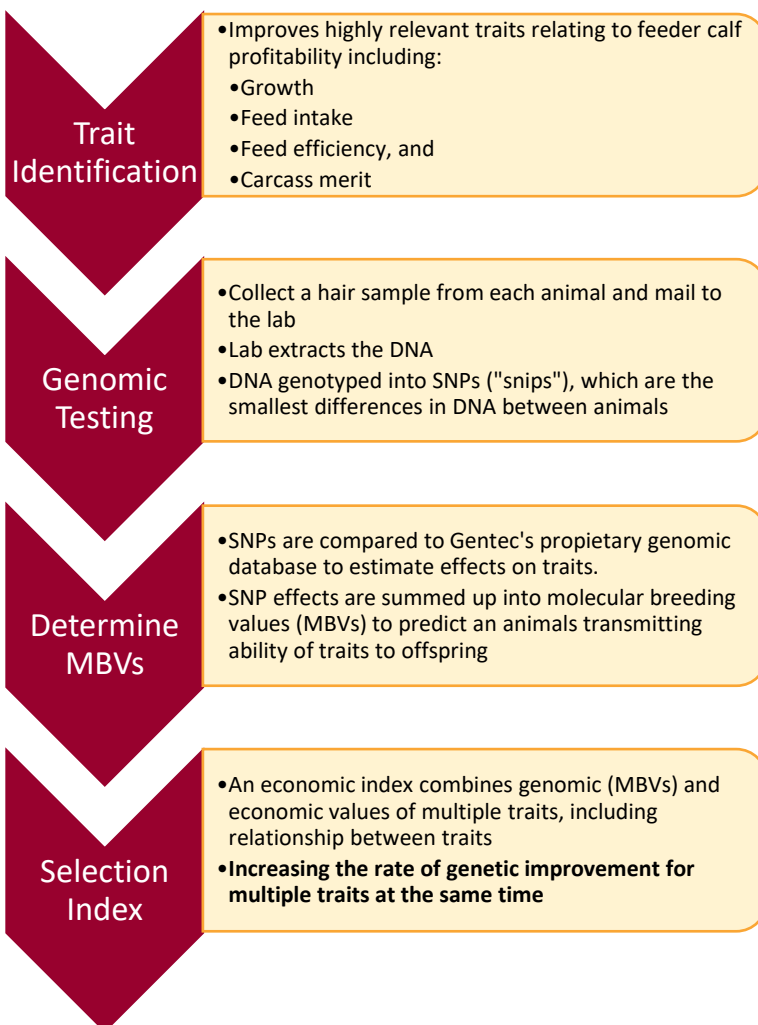 Trait
Identification
•Improves highly relevant traits relating to feeder calf
profitability including:
•Growth
•Feed intake
•Feed efficiency, and
•Carcass merit
Genomic
Testing
•Collect a hair sample from each animal and mail to
the lab
•Lab extracts the DNA
•DNA genotyped into SNPs ("snips"), which are the
smallest differences in DNA between animals
Determine
MBVs
•SNPs are compared to Gentec's propietary genomic
database to estimate effects on traits.
•SNP effects are summed up into molecular breeding
values (MBVs) to predict an animals transmitting
ability of traits to offspring
Selection
Index
•An economic index combines genomic (MBVs) and
economic values of multiple traits, including
relationship between traits
•Increasing the rate of genetic improvement for
multiple traits at the same time